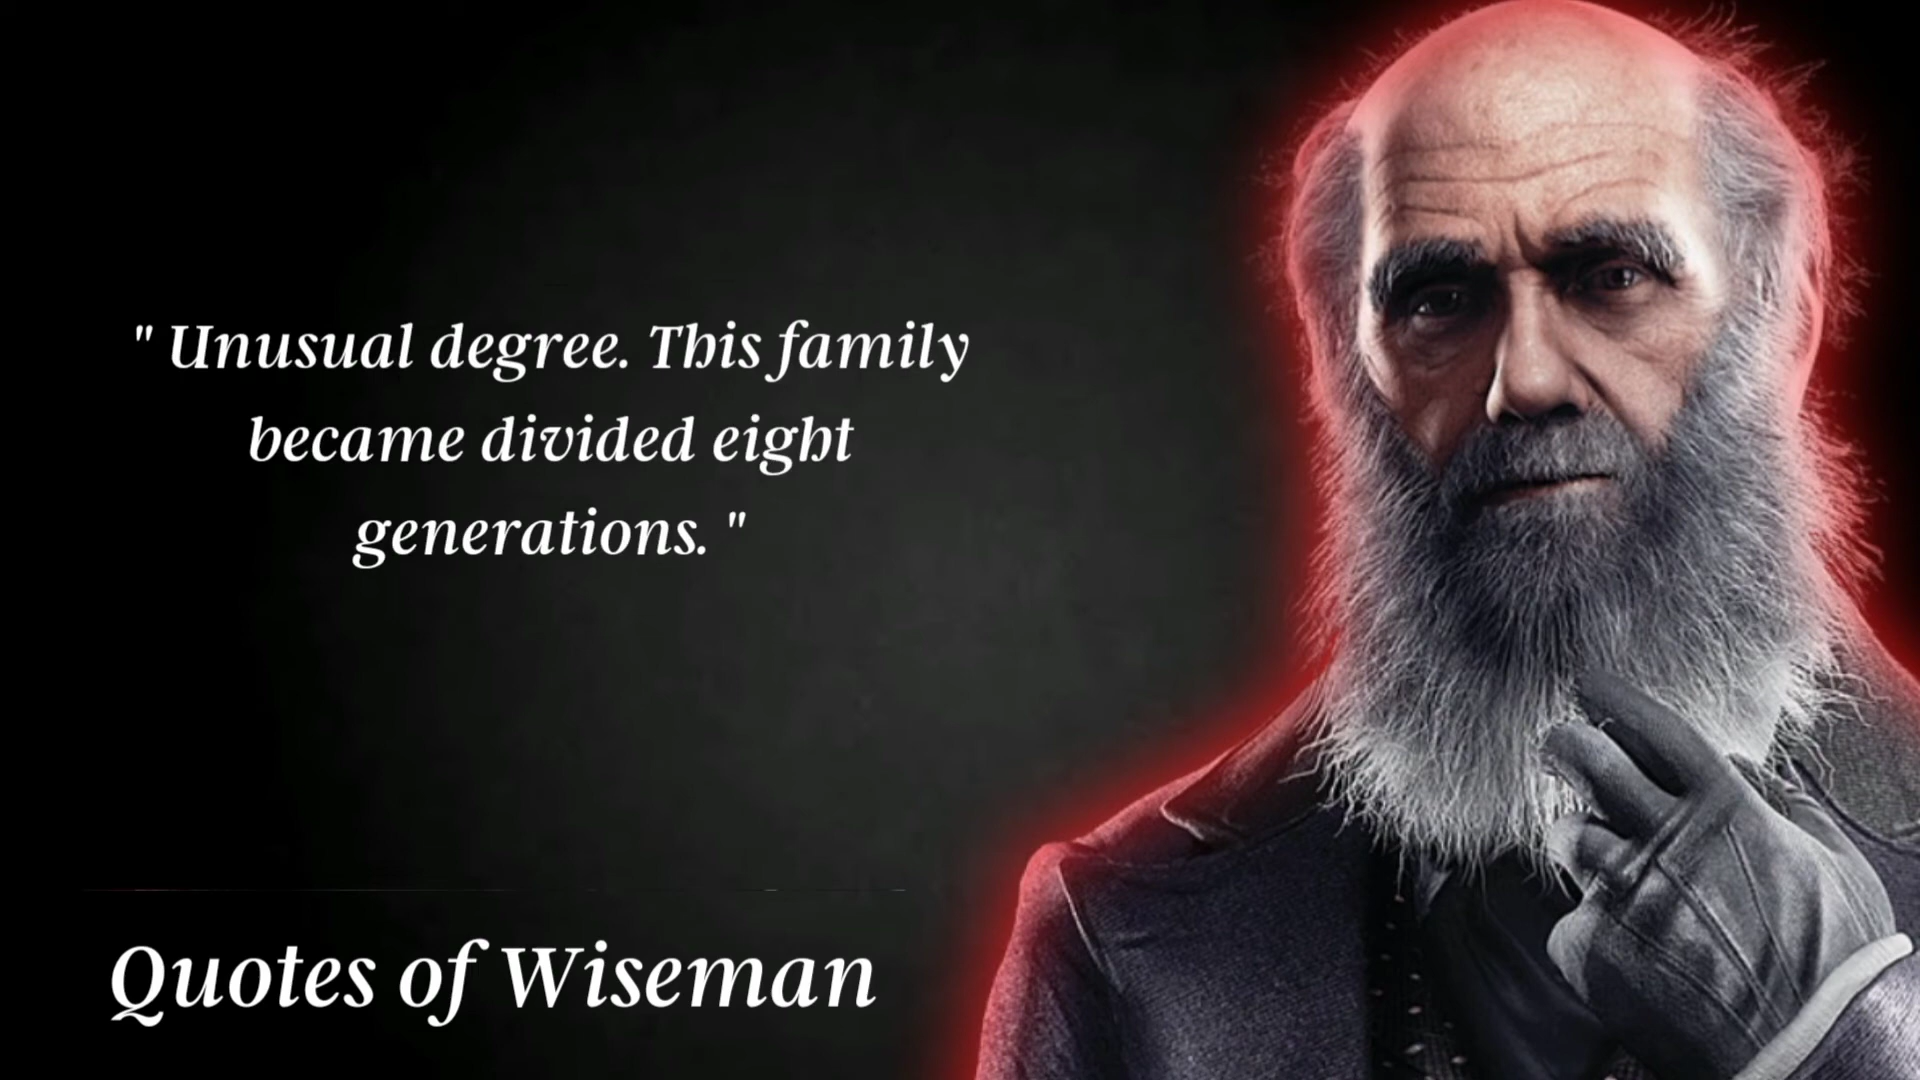 " Unusual degree. This family
became divided eight
generations. "
Quotes of Wiseman